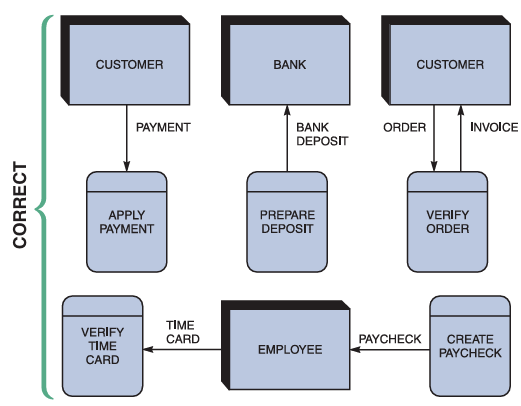 CORRECT
CUSTOMER
BANK
CUSTOMER
PAYMENT
BANK
DEPOSIT
ORDER
INVOICE
APPLY
PAYMENT
PREPARE
DEPOSIT
VERIFY
ORDER
VERIFY
TIME
CARD
TIME
CARD
EMPLOYEE
PAYCHECK
CREATE
PAYCHECK